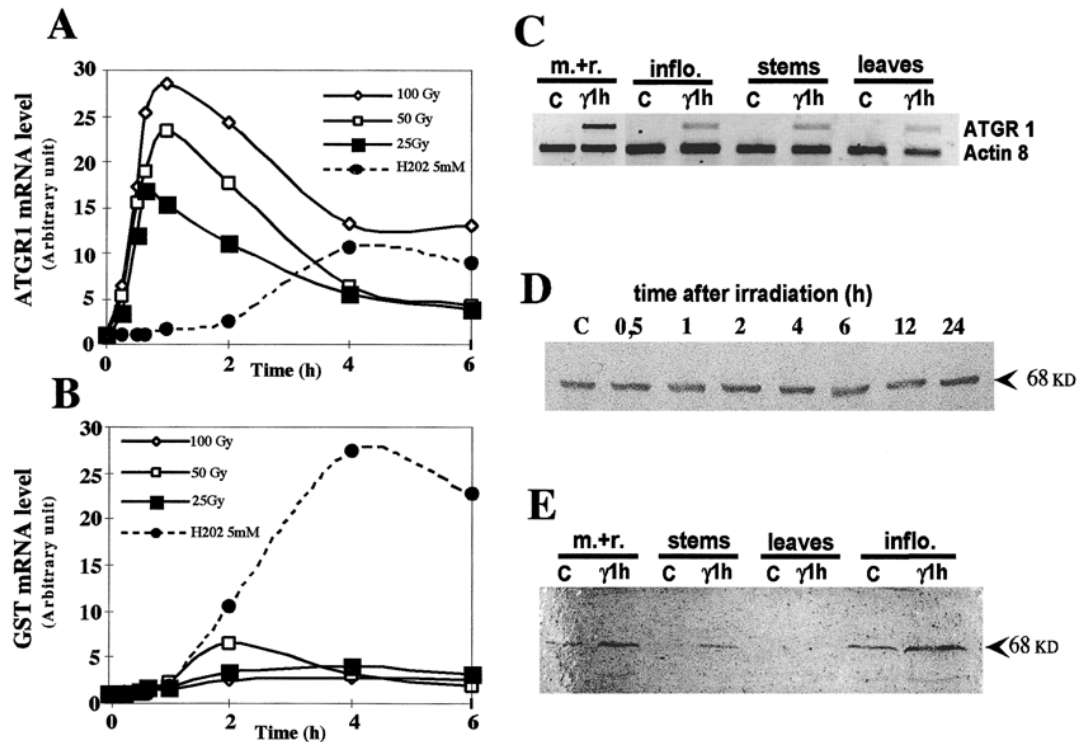 A
ATGR1 mRNA level
(Arbitrary unit)
30
25
20
15
10
5
0
100 Gy
50 Gy
25Gy
H202 5mM
0
2
4
6
Time (h)
B
GST mRNA level
(Arbitrary unit)
30
25
20
15
10
5
0
100 Gy
50 Gy
25Gy
H202 5mM
0
2
4
6
Time (h)
C
m.+r. inflo. stems leaves
C γ1h C γ1h C γ1h C γ1h
ATGR 1
Actin 8
D
time after irradiation (h)
C 0,5 1 2 4 6 12 24
68 KD
E
m.+r. stems leaves inflo.
C γ1h C γ1h C γ1h C γ1h
68 KD